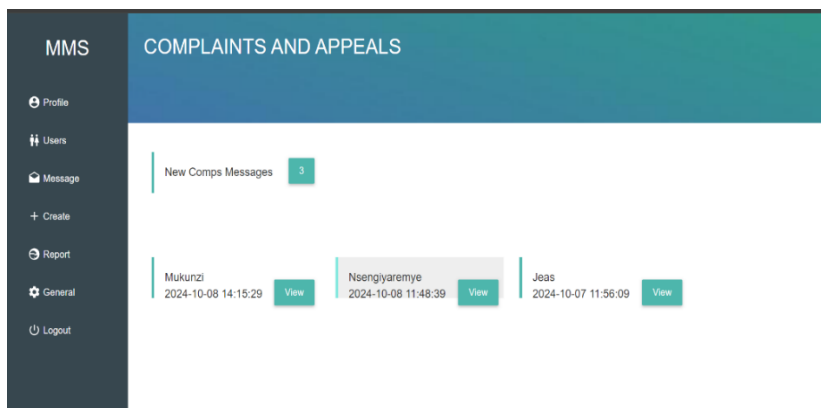 MMS
COMPLAINTS AND APPEALS
Profile
Users
Message
Create
Report
General
Logout
New Comps Messages 3
Mukunzi
2024-10-08 14:15:29 View
Nsengiyaremye
2024-10-08 11:48:39 View
Jeas
2024-10-07 11:56:09 View